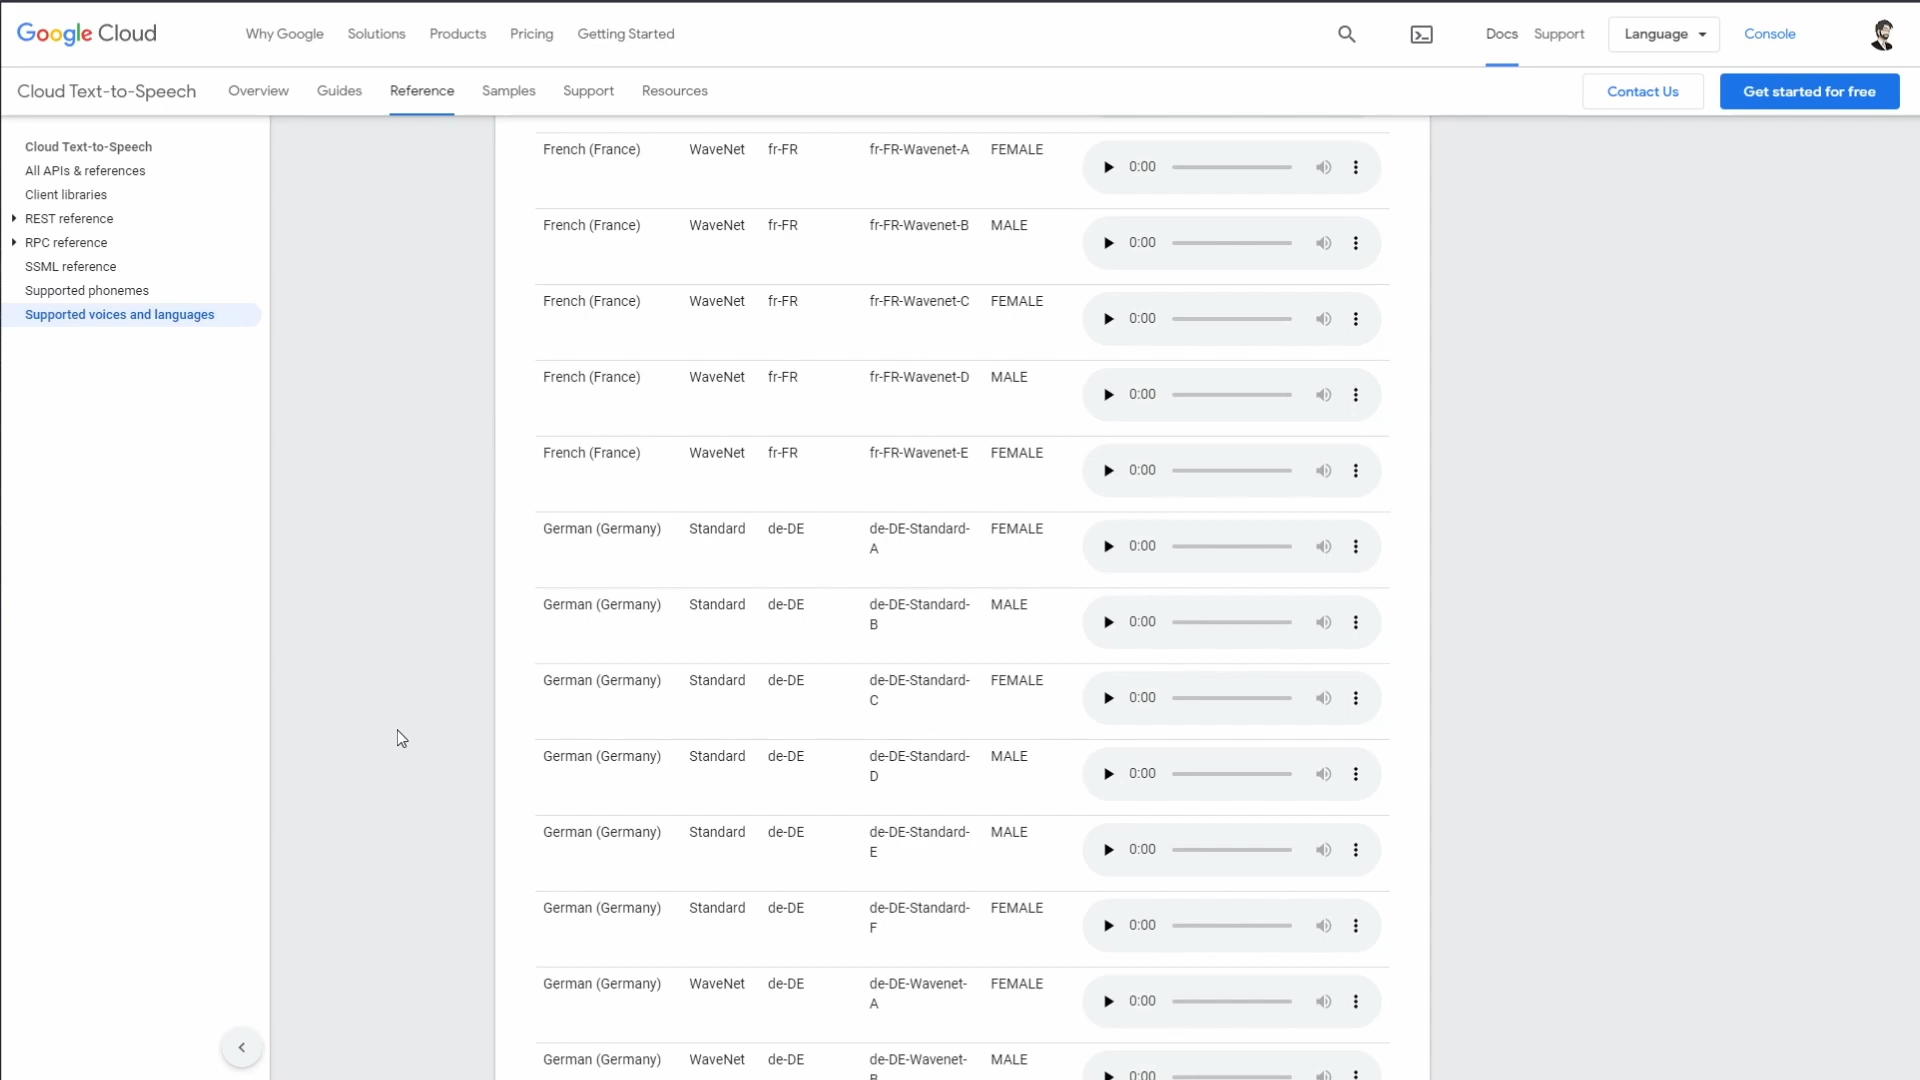 Google Cloud
Why Google Solutions Products Pricing Getting Started
Docs Support Language Console
Cloud Text-to-Speech Overview Guides Reference Samples Support Resources
Contact Us Get started for free
Cloud Text-to-Speech
All APIs & references
Client libraries
REST reference
RPC reference
SSML reference
Supported phonemes
Supported voices and languages
French (France) WaveNet fr-FR fr-FR-Wavenet-A FEMALE 0:00
French (France) WaveNet fr-FR fr-FR-Wavenet-B MALE 0:00
French (France) WaveNet fr-FR fr-FR-Wavenet-C FEMALE 0:00
French (France) WaveNet fr-FR fr-FR-Wavenet-D MALE 0:00
French (France) WaveNet fr-FR fr-FR-Wavenet-E FEMALE 0:00
German (Germany) Standard de-DE de-DE-Standard- FEMALE 0:00
A
German (Germany) Standard de-DE de-DE-Standard- MALE 0:00
B
German (Germany) Standard de-DE de-DE-Standard- FEMALE 0:00
C
German (Germany) Standard de-DE de-DE-Standard- MALE 0:00
D
German (Germany) Standard de-DE de-DE-Standard- MALE 0:00
E
German (Germany) Standard de-DE de-DE-Standard- FEMALE 0:00
F
German (Germany) WaveNet de-DE de-DE-Wavenet- FEMALE 0:00
A
German (Germany) WaveNet de-DE de-DE-Wavenet- MALE 0:00
B